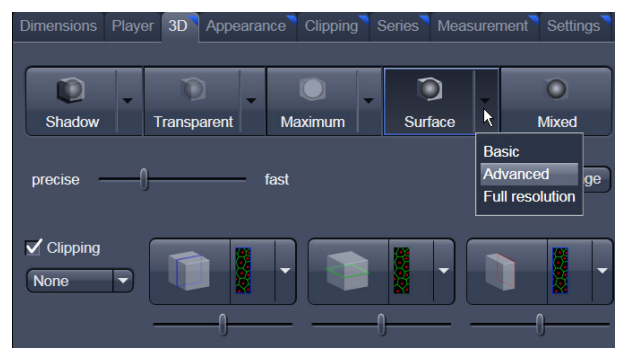 Dimensions Player 3D Appearance Clipping Series Measurement Settings
Shadow Transparent Maximum Surface Mixed
Basic
precise fast Advanced ge
Full resolution
Clipping
None